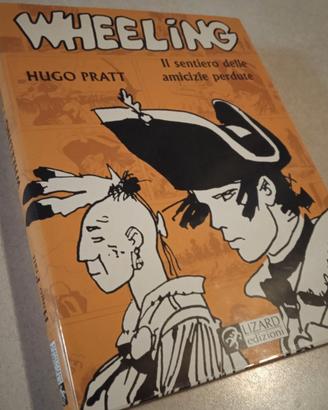 WHEELING
HUGO PRATT
Il sentiero delle
amicizie perdute
LIZARD
edizioni